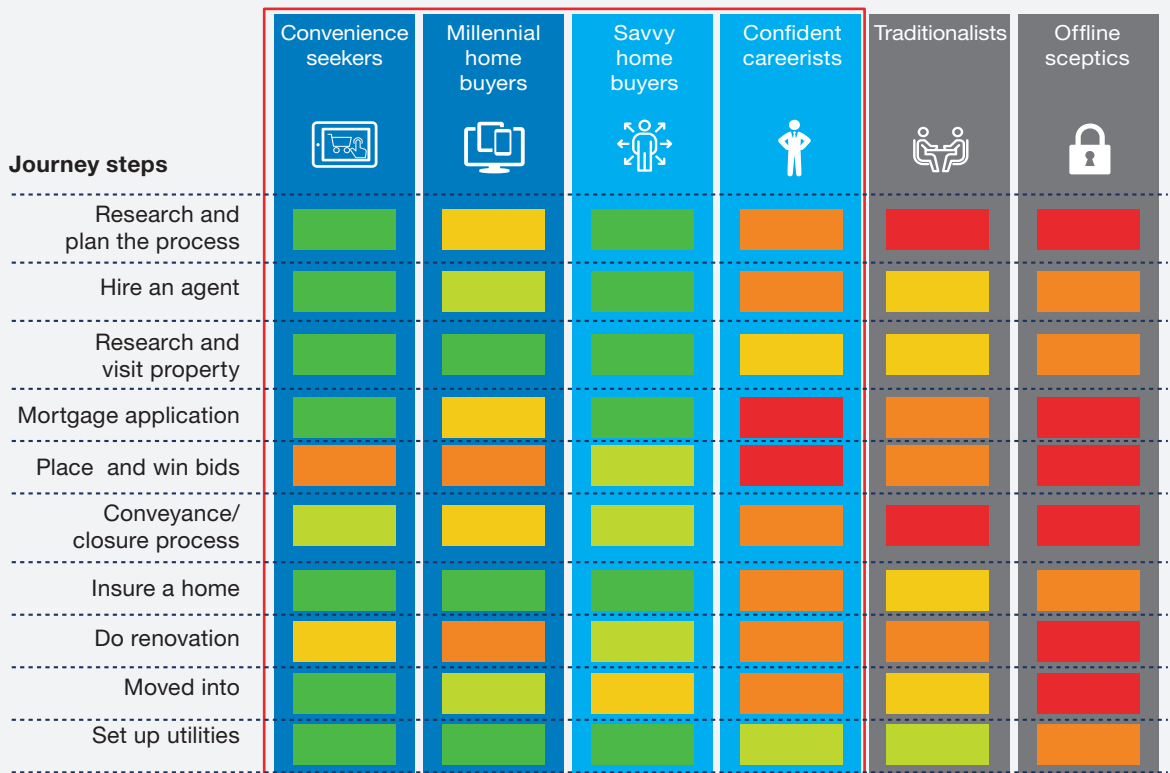 Convenience
seekers
Millennial
home
buyers
Savvy
home
buyers
Confident
careerists
Traditionalists
Offline
sceptics
Journey steps
Research and
plan the process
Hire an agent
Research and
visit property
Mortgage application
Place and win bids
Conveyance/
closure process
Insure a home
Do renovation
Moved into
Set up utilities